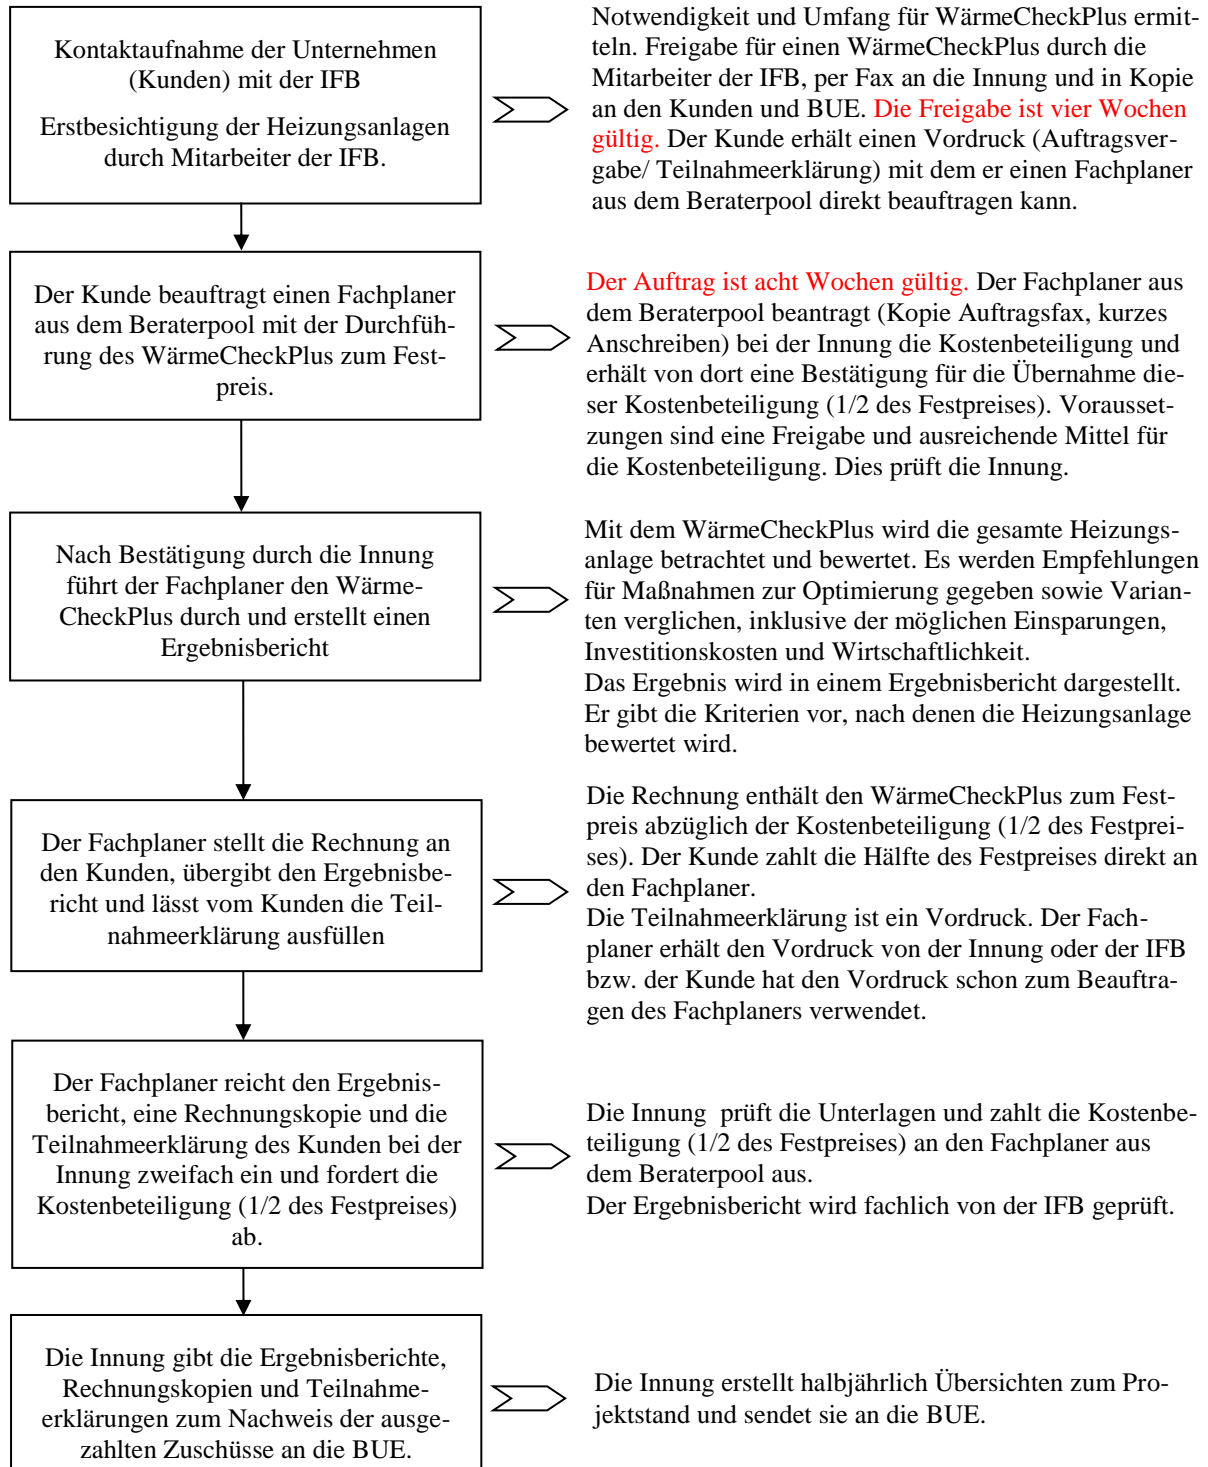 Kontaktaufnahme der Unternehmen
(Kunden) mit der IFB
Erstbesichtigung der Heizungsanlagen
durch Mitarbeiter der IFB.
Notwendigkeit und Umfang für WärmeCheckPlus ermit-
teln. Freigabe für einen WärmeCheckPlus durch die
Mitarbeiter der IFB, per Fax an die Innung und in Kopie
an den Kunden und BUE. Die Freigabe ist vier Wochen
gültig. Der Kunde erhält einen Vordruck (Auftragsver-
gabe/ Teilnahmeerklärung) mit dem er einen Fachplaner
aus dem Beraterpool direkt beauftragen kann.
Der Kunde beauftragt einen Fachplaner
aus dem Beraterpool mit der Durchfüh-
rung des WärmeCheckPlus zum Fest-
preis.
Der Auftrag ist acht Wochen gültig. Der Fachplaner aus
dem Beraterpool beantragt (Kopie Auftragsfax, kurzes
Anschreiben) bei der Innung die Kostenbeteiligung und
erhält von dort eine Bestätigung für die Übernahme die-
ser Kostenbeteiligung (1/2 des Festpreises). Vorausset-
zungen sind eine Freigabe und ausreichende Mittel für
die Kostenbeteiligung. Dies prüft die Innung.
Nach Bestätigung durch die Innung
führt der Fachplaner den Wärme-
CheckPlus durch und erstellt einen
Ergebnisbericht
Mit dem WärmeCheckPlus wird die gesamte Heizungs-
anlage betrachtet und bewertet. Es werden Empfehlungen
für Maßnahmen zur Optimierung gegeben sowie Varian-
ten verglichen, inklusive der möglichen Einsparungen,
Investitionskosten und Wirtschaftlichkeit.
Das Ergebnis wird in einem Ergebnisbericht dargestellt.
Er gibt die Kriterien vor, nach denen die Heizungsanlage
bewertet wird.
Der Fachplaner stellt die Rechnung an
den Kunden, übergibt den Ergebnisbe-
richt und lässt vom Kunden die Teil-
nahmeerklärung ausfüllen
Die Rechnung enthält den WärmeCheckPlus zum Fest-
preis abzüglich der Kostenbeteiligung (1/2 des Festprei-
ses). Der Kunde zahlt die Hälfte des Festpreises direkt an
den Fachplaner.
Die Teilnahmeerklärung ist ein Vordruck. Der Fach-
planer erhält den Vordruck von der Innung oder der IFB
bzw. der Kunde hat den Vordruck schon zum Beauftra-
gen des Fachplaners verwendet.
Der Fachplaner reicht den Ergebnis-
bericht, eine Rechnungskopie und die
Teilnahmeerklärung des Kunden bei der
Innung zweifach ein und fordert die
Kostenbeteiligung (1/2 des Festpreises)
ab.
Die Innung  prüft die Unterlagen und zahlt die Kostenbe-
teiligung (1/2 des Festpreises) an den Fachplaner aus
dem Beraterpool aus.
Der Ergebnisbericht wird fachlich von der IFB geprüft.
Die Innung gibt die Ergebnisberichte,
Rechnungskopien und Teilnahme-
erklärungen zum Nachweis der ausge-
zahlten Zuschüsse an die BUE.
Die Innung erstellt halbjährlich Übersichten zum Pro-
jektstand und sendet sie an die BUE.